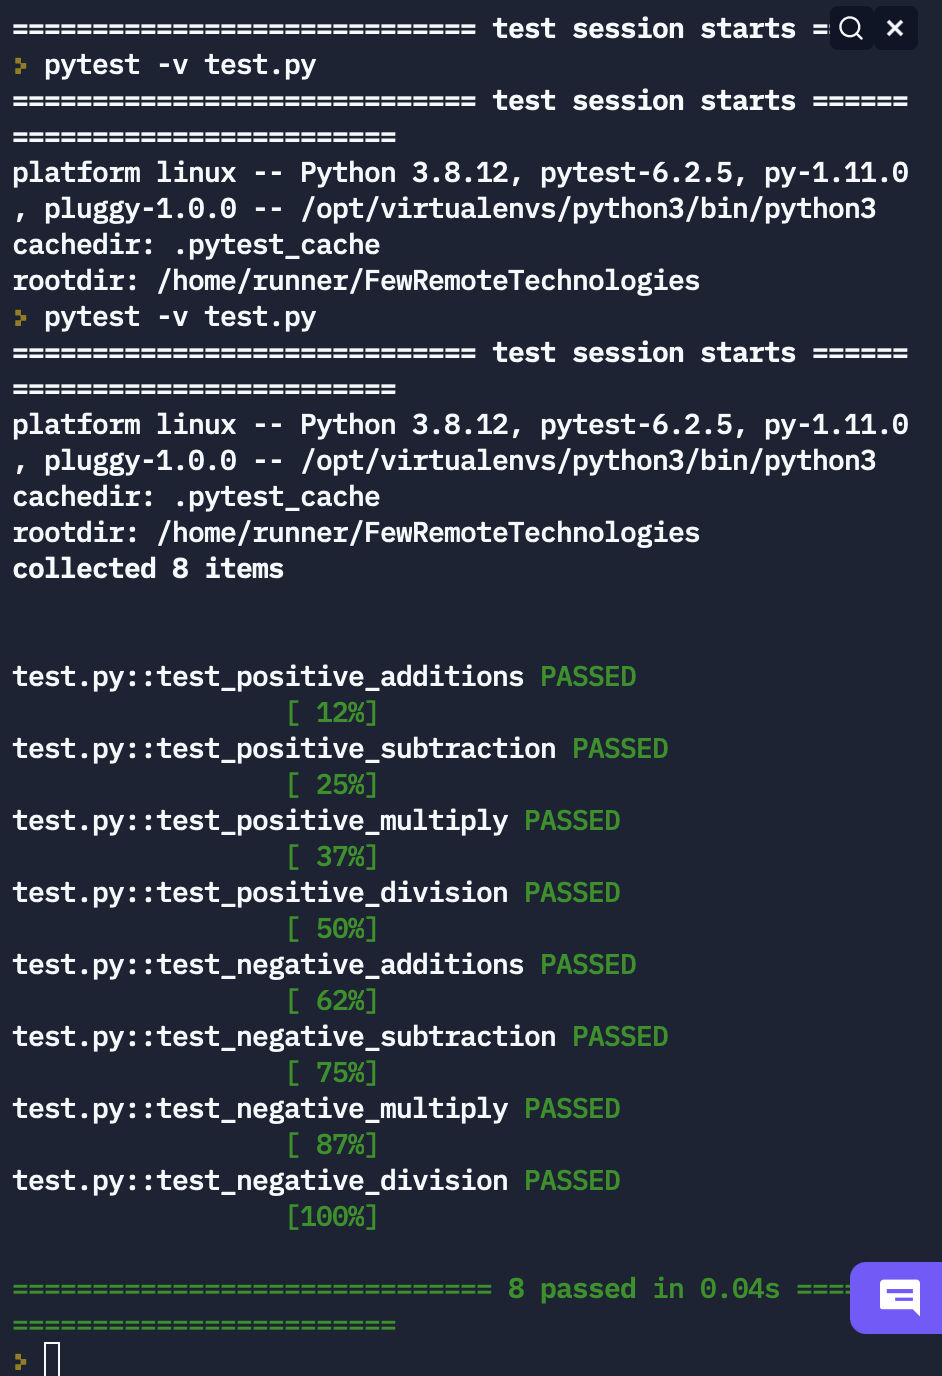 ============================= test session starts =
pytest -v test.py
============================= test session starts ======
========================
platform linux -- Python 3.8.12, pytest-6.2.5, py-1.11.0
, pluggy-1.0.0 -- /opt/virtualenvs/python3/bin/python3
cachedir: .pytest_cache
rootdir: /home/runner/FewRemoteTechnologies
pytest -v test.py
============================= test session starts ======
========================
platform linux -- Python 3.8.12, pytest-6.2.5, py-1.11.0
, pluggy-1.0.0 -- /opt/virtualenvs/python3/bin/python3
cachedir: .pytest_cache
rootdir: /home/runner/FewRemoteTechnologies
collected 8 items
test.py::test_positive_additions PASSED
[ 12%]
test.py::test_positive_subtraction PASSED
[ 25%]
test.py::test_positive_multiply PASSED
[ 37%]
test.py::test_positive_division PASSED
[ 50%]
test.py::test_negative_additions PASSED
[ 62%]
test.py::test_negative_subtraction PASSED
[ 75%]
test.py::test_negative_multiply PASSED
[ 87%]
test.py::test_negative_division PASSED
[100%]
============================== 8 passed in 0.04s ====
========================